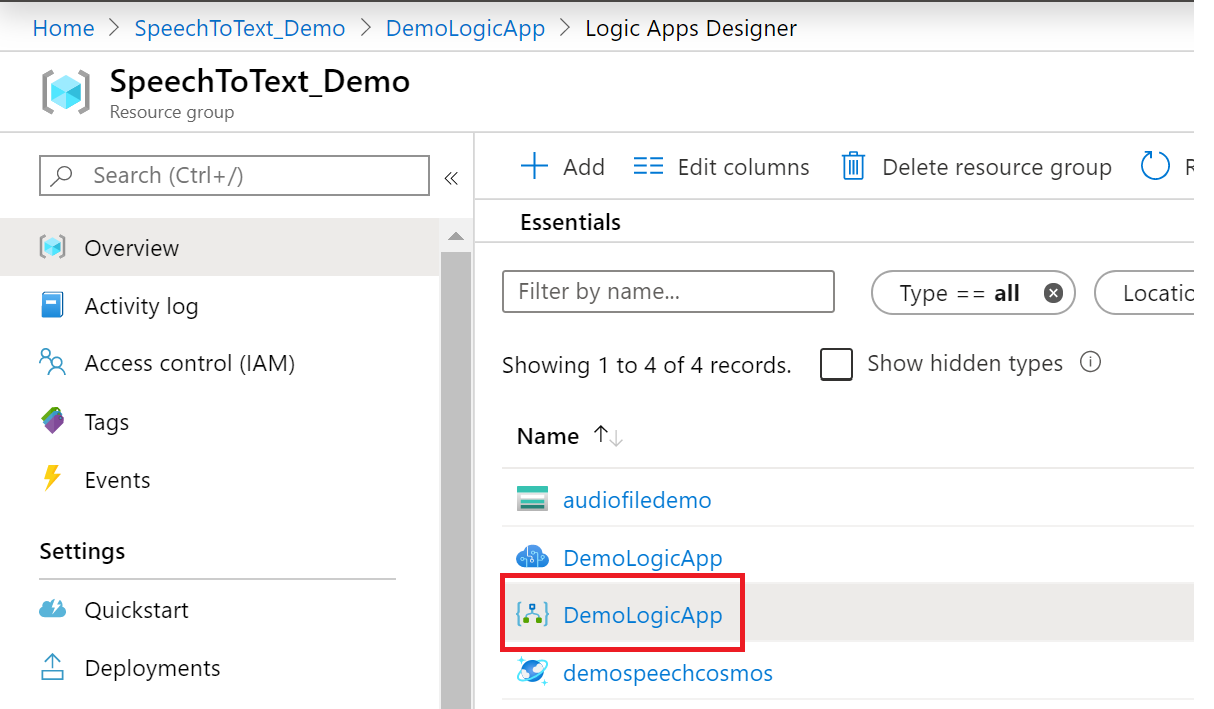 Home > SpeechToText_Demo > DemoLogicApp > Logic Apps Designer
SpeechToText_Demo
Resource group
Search (Ctrl+/)
«
Overview
Activity log
Access control (IAM)
Tags
Events
Settings
Quickstart
Deployments
+ Add
Edit columns
Delete resource group
R
Essentials
Filter by name...
Type == all
Locatio
Showing 1 to 4 of 4 records.
Show hidden types
Name ↑↓
audiofiledemo
DemoLogicApp
DemoLogicApp
demospeechcosmos